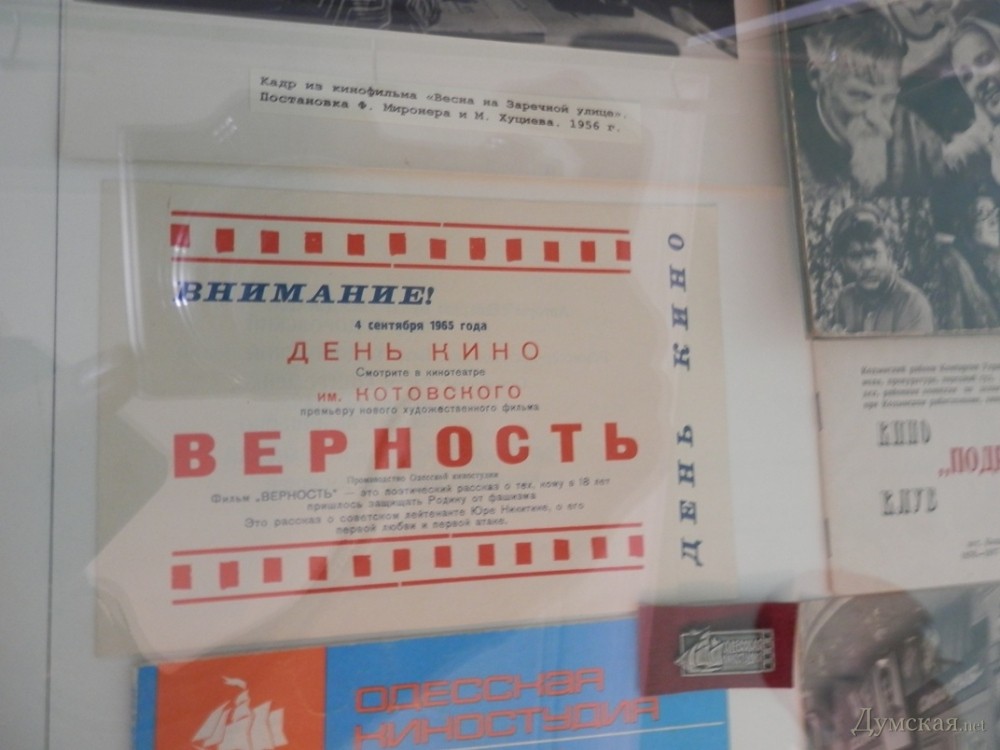 Кадр из кинофильма «Весна на Заречной улице».
Постановка Ф. Миронера и М. Хуциева. 1956 г.
ВНИМАНИЕ!
4 сентября 1965 года
ДЕНЬ КИНО
Смотрите в кинотеатре
им. КОТОВСКОГО
премьеру нового художественного фильма
ВЕРНОСТЬ
Производство Одесской киностудии
Фильм „ВЕРНОСТЬ" — это поэтический рассказ о тех, кому в 18 лет
пришлось защищать Родину от фашизма
Это рассказ о советском лейтенанте Юре Никитине, о его
первой любви и первой атаке.
ДЕНЬ КИНО
КИНО
КЛУБ
ОДЕССКАЯ
КИНОСТУДИЯ
Думская.net